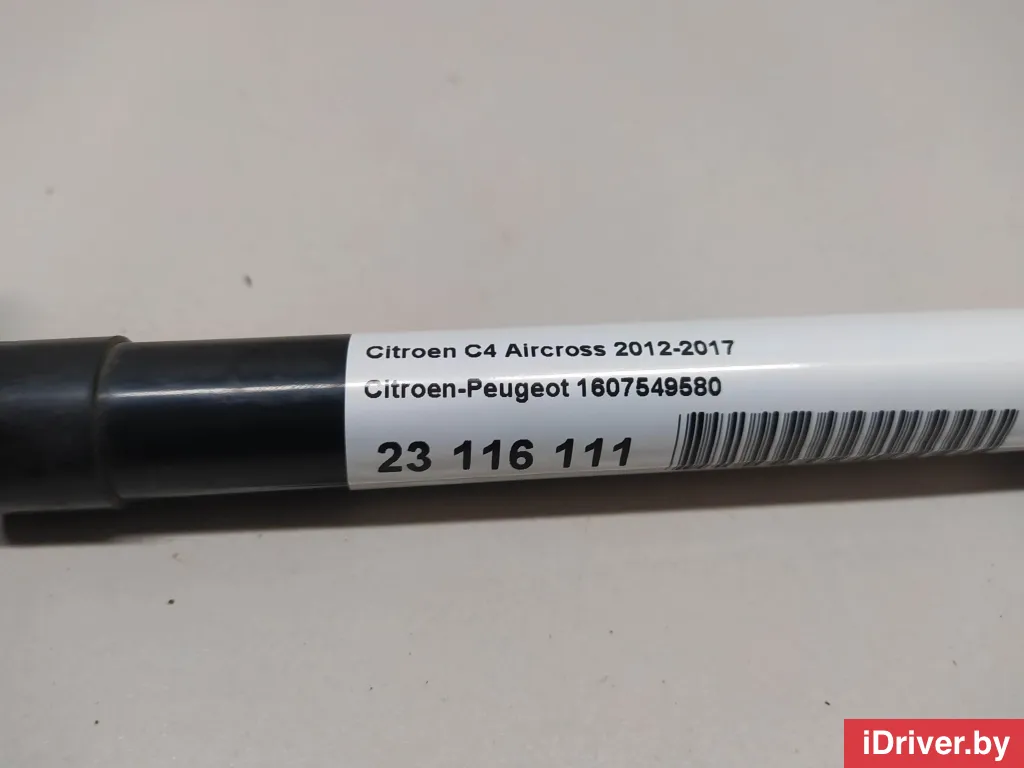 Citroen C4 Aircross 2012-2017
Citroen-Peugeot 1607549580
23 116 111
iDriver.by